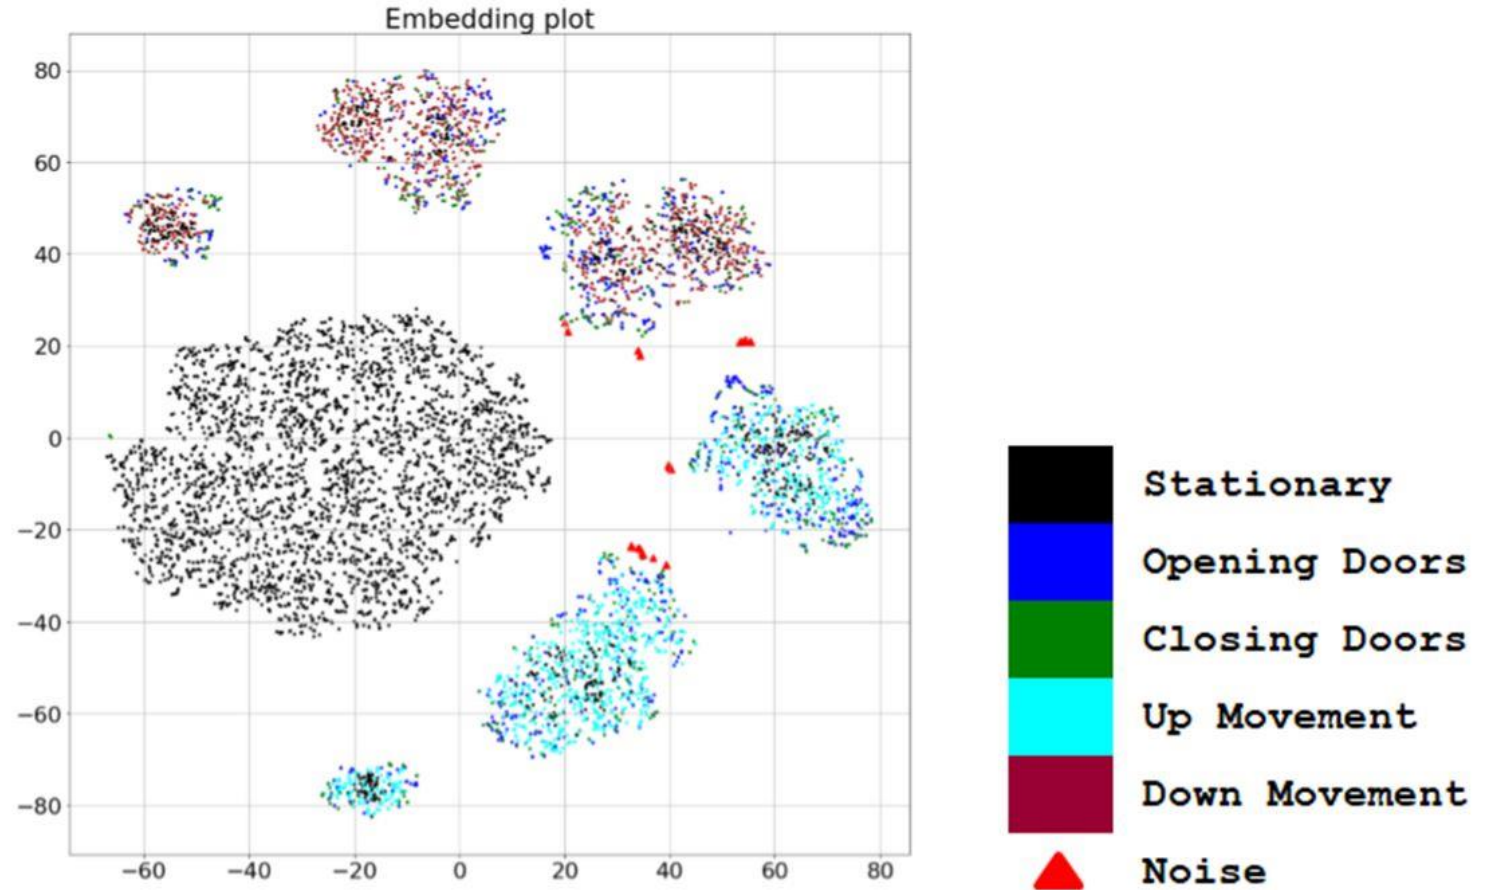 Embedding plot
80
60
40
20
0
−20
−40
−60
−80
−60 −40 −20 0 20 40 60 80
Stationary
Opening Doors
Closing Doors
Up Movement
Down Movement
Noise